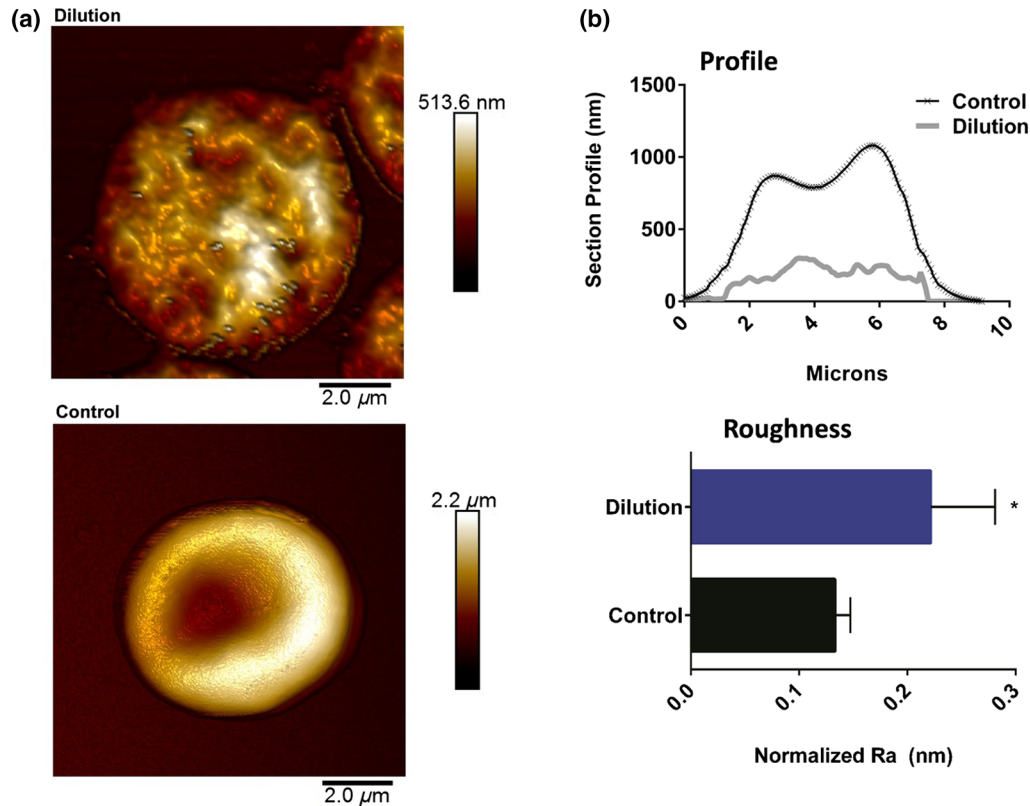 (a)
Dilution
513.6 nm
2.0 µm
Control
2.2 µm
2.0 µm
(b)
Profile
Section Profile (nm)
1500
1000
500
0
Control
Dilution
0 2 4 6 8 10
Microns
Roughness
Dilution
*
Control
0.0 0.1 0.2 0.3
Normalized Ra (nm)